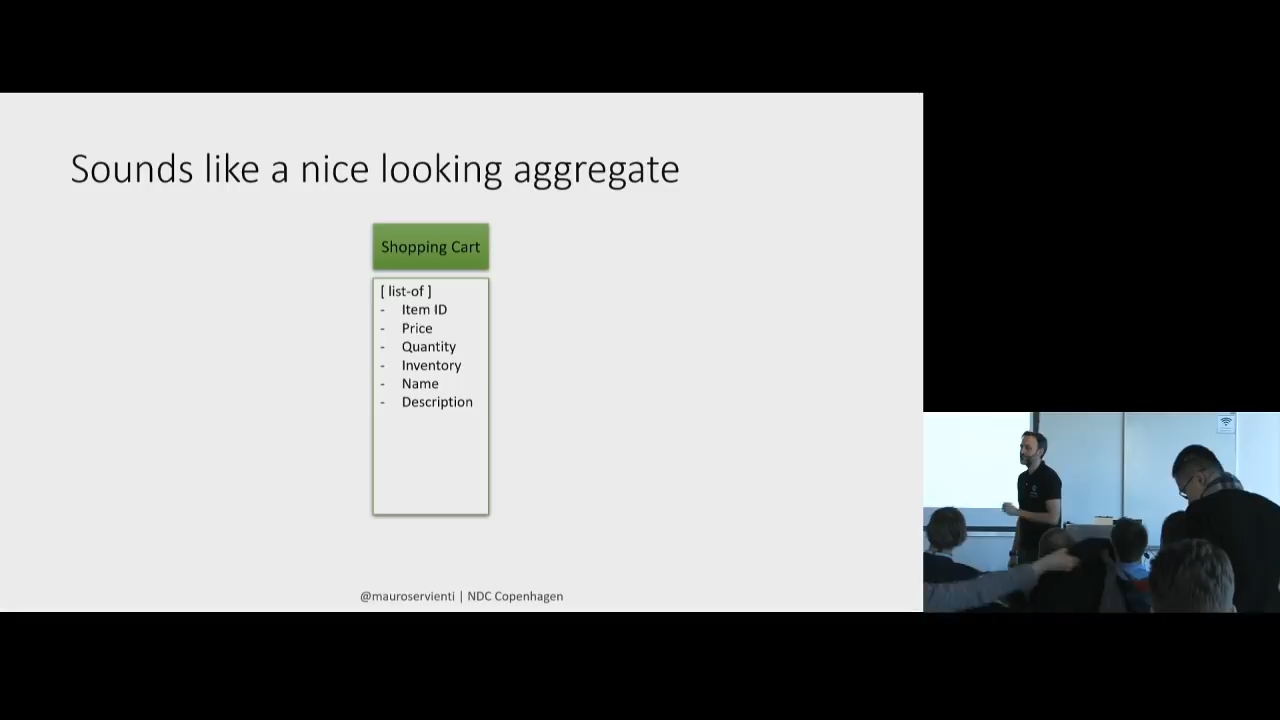 Sounds like a nice looking aggregate
Shopping Cart
[ list-of ]
- Item ID
- Price
- Quantity
- Inventory
- Name
- Description
@mauroservienti | NDC Copenhagen